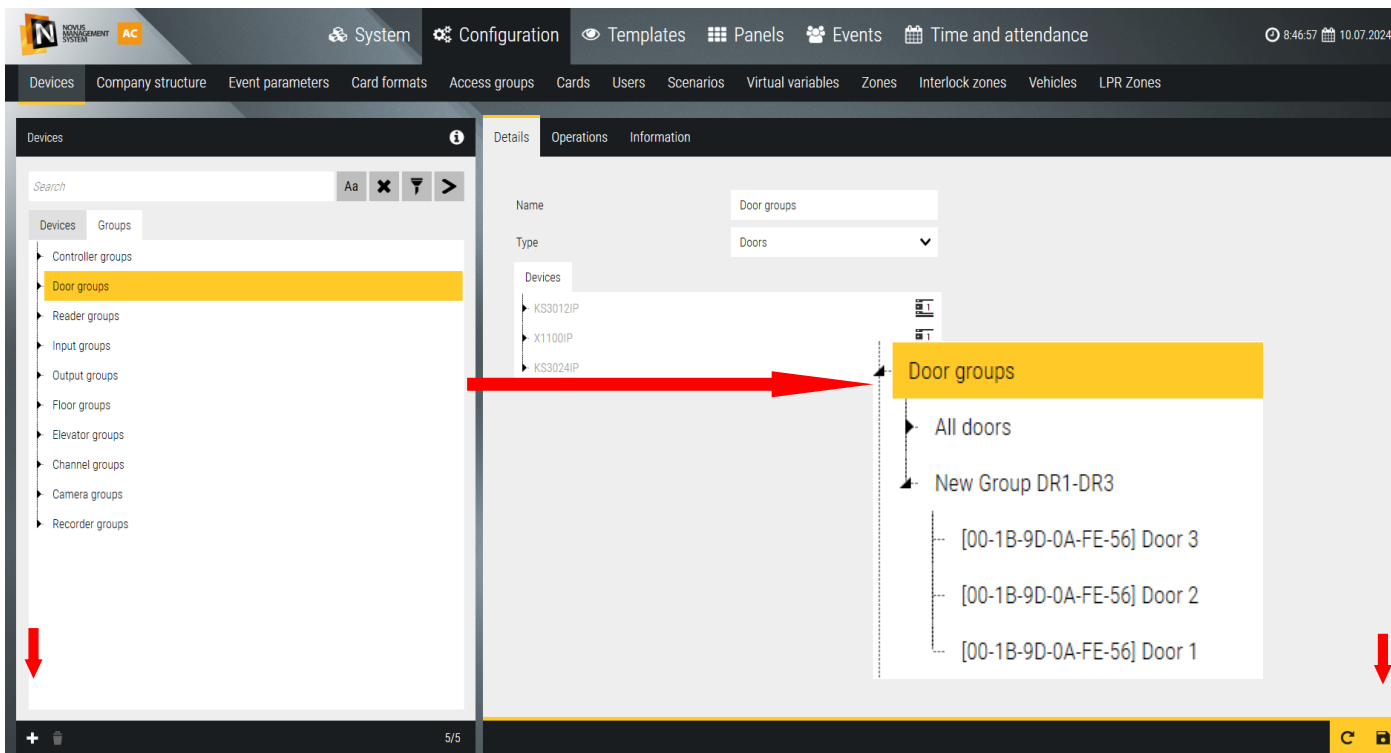 NOVUS
MANAGEMENT
SYSTEM
AC
System Configuration Templates Panels Events Time and attendance
8:46:57 10.07.2024
Devices Company structure Event parameters Card formats Access groups Cards Users Scenarios Virtual variables Zones Interlock zones Vehicles LPR Zones
Devices
Details Operations Information
Search
Aa
Devices Groups
Controller groups
Door groups
Reader groups
Input groups
Output groups
Floor groups
Elevator groups
Channel groups
Camera groups
Recorder groups
Name Door groups
Type Doors
Devices
KS3012IP 1
X1100IP 1
KS3024IP
Door groups
All doors
New Group DR1-DR3
[00-1B-9D-0A-FE-56] Door 3
[00-1B-9D-0A-FE-56] Door 2
[00-1B-9D-0A-FE-56] Door 1
5/5